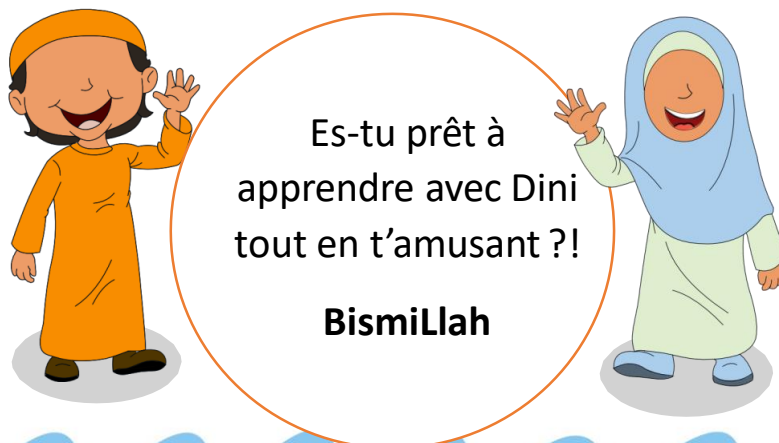 Es-tu prêt à
apprendre avec Dini
tout en t’amusant ?!
BismiLlah